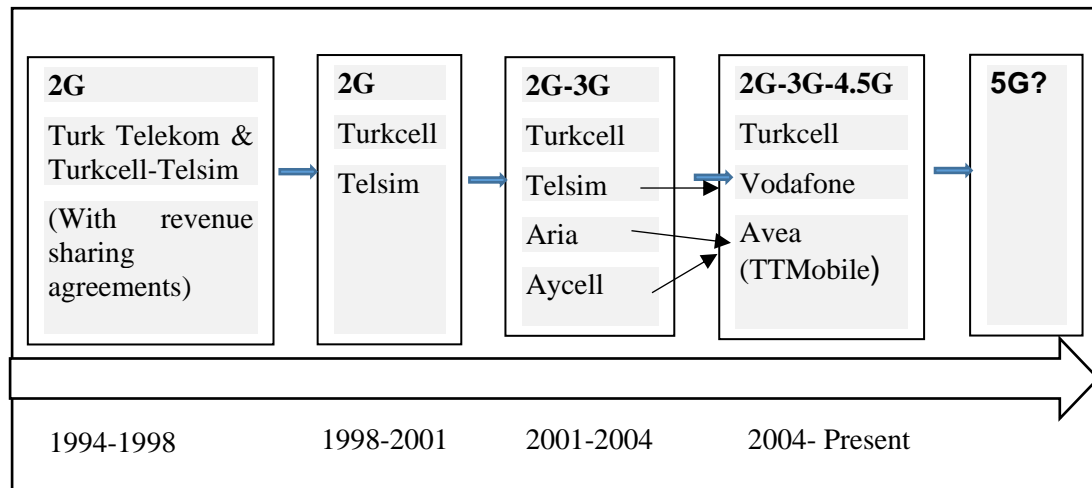 2G
Turk Telekom &
Turkcell-Telsim
(With revenue
sharing
agreements)
2G
Turkcell
Telsim
2G-3G
Turkcell
Telsim
Aria
Aycell
2G-3G-4.5G
Turkcell
Vodafone
Avea
(TTMobile)
5G?
1994-1998
1998-2001
2001-2004
2004- Present